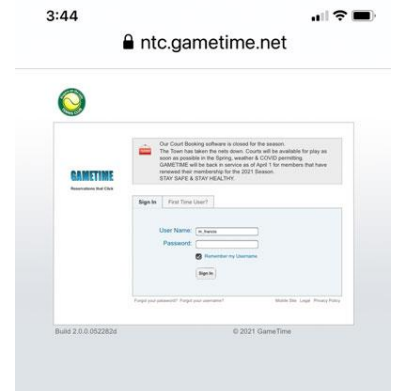 3:44
ntc.gametime.net
Our Court Booking software is closed for the season.
The Town has taken the nets down. Courts will be available for play as
soon as possible in the Spring, weather & COVID permitting.
GAMETIME will be back in service as of April 1 for members that have
renewed their membership for the 2021 Season.
STAY SAFE & STAY HEALTHY.
GAMETIME
Reservations that Click
Sign In First Time User?
User Name:
Password:
Remember my Username
Sign In
Forgot your password? Forgot your username? Mobile Site Legal Privacy Policy
Build 2.0.0.052282d © 2021 GameTime